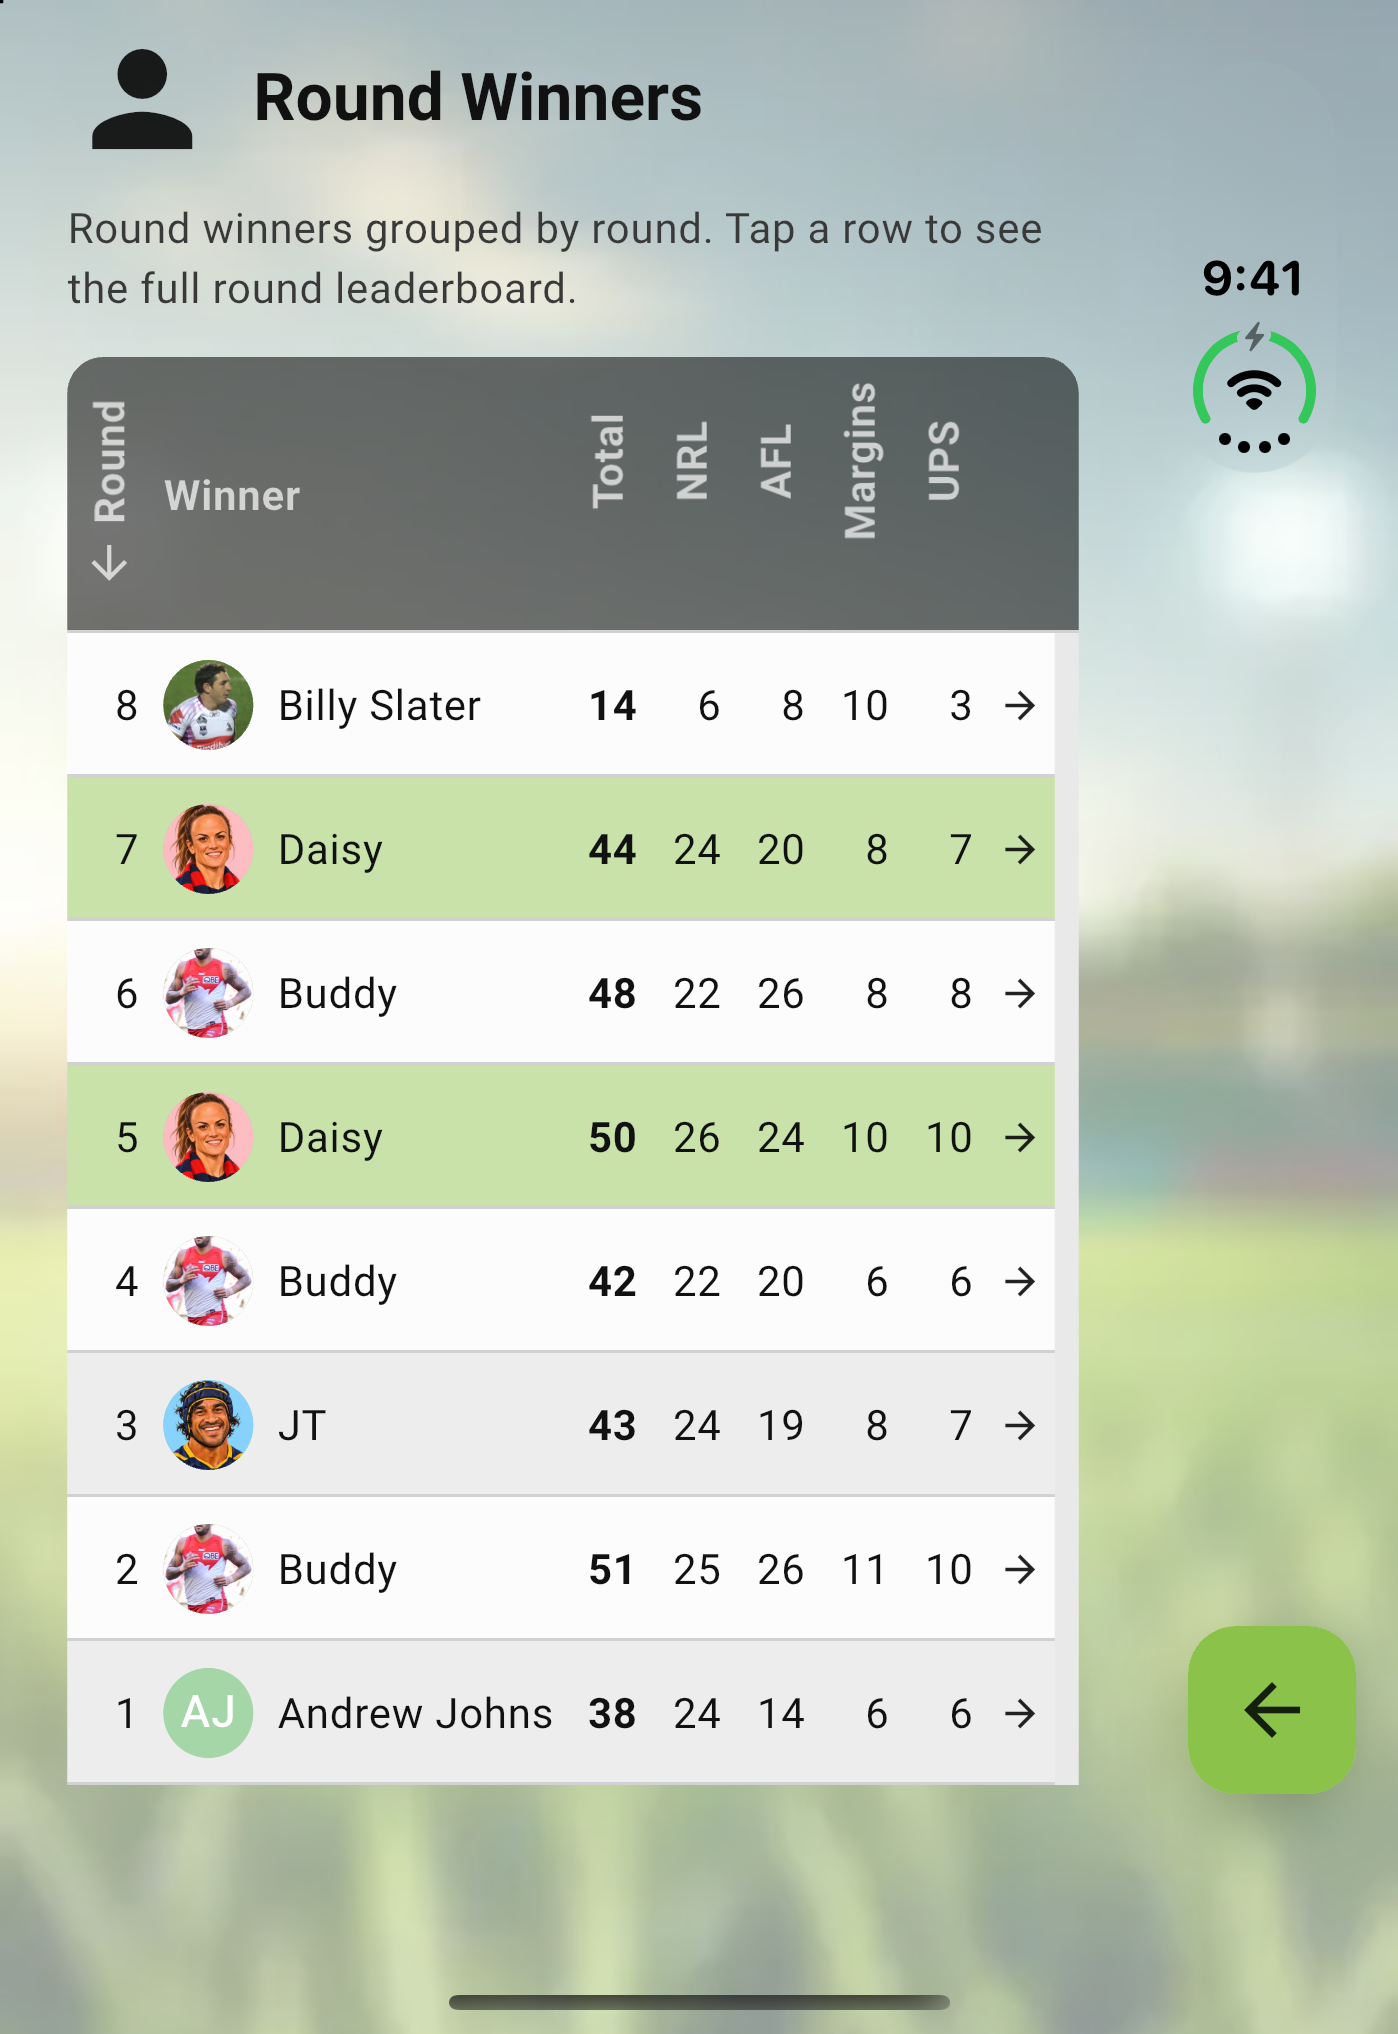 Round Winners
Round winners grouped by round. Tap a row to see
the full round leaderboard.
9:41
Round Winner Total NRL AFL Margins UPS
8 Billy Slater 14 6 8 10 3
7 Daisy 44 24 20 8 7
6 Buddy 48 22 26 8 8
5 Daisy 50 26 24 10 10
4 Buddy 42 22 20 6 6
3 JT 43 24 19 8 7
2 Buddy 51 25 26 11 10
1 AJ Andrew Johns 38 24 14 6 6